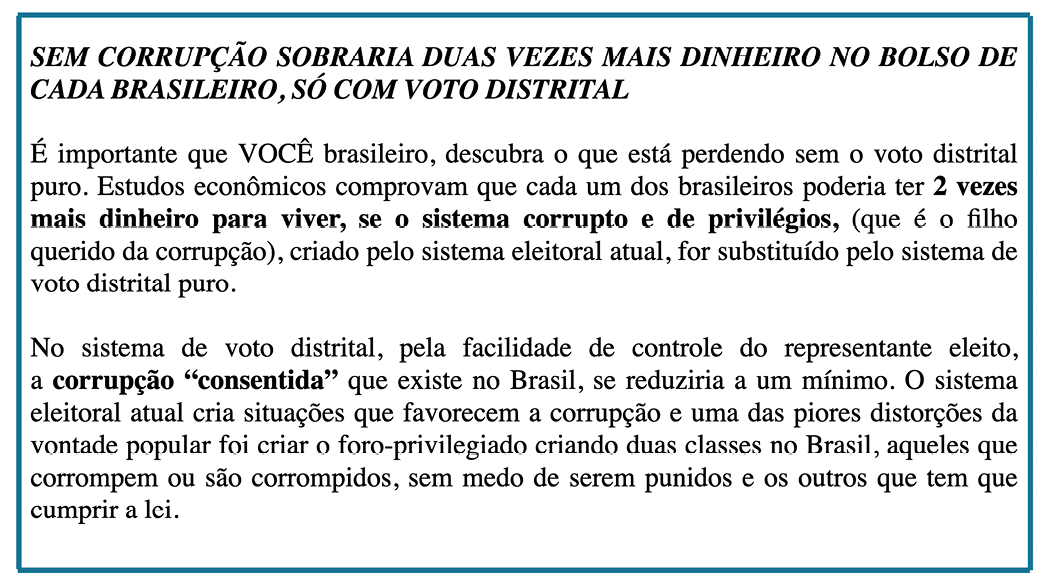 SEM CORRUPÇÃO SOBRARIA DUAS VEZES MAIS DINHEIRO NO BOLSO DE
CADA BRASILEIRO, SÓ COM VOTO DISTRITAL
É importante que VOCÊ brasileiro, descubra o que está perdendo sem o voto distrital
puro. Estudos econômicos comprovam que cada um dos brasileiros poderia ter 2 vezes
mais dinheiro para viver, se o sistema corrupto e de privilégios, (que é o filho
querido da corrupção), criado pelo sistema eleitoral atual, for substituído pelo sistema de
voto distrital puro.
No sistema de voto distrital, pela facilidade de controle do representante eleito,
a corrupção “consentida” que existe no Brasil, se reduziria a um mínimo. O sistema
eleitoral atual cria situações que favorecem a corrupção e uma das piores distorções da
vontade popular foi criar o foro-privilegiado criando duas classes no Brasil, aqueles que
corrompem ou são corrompidos, sem medo de serem punidos e os outros que tem que
cumprir a lei.